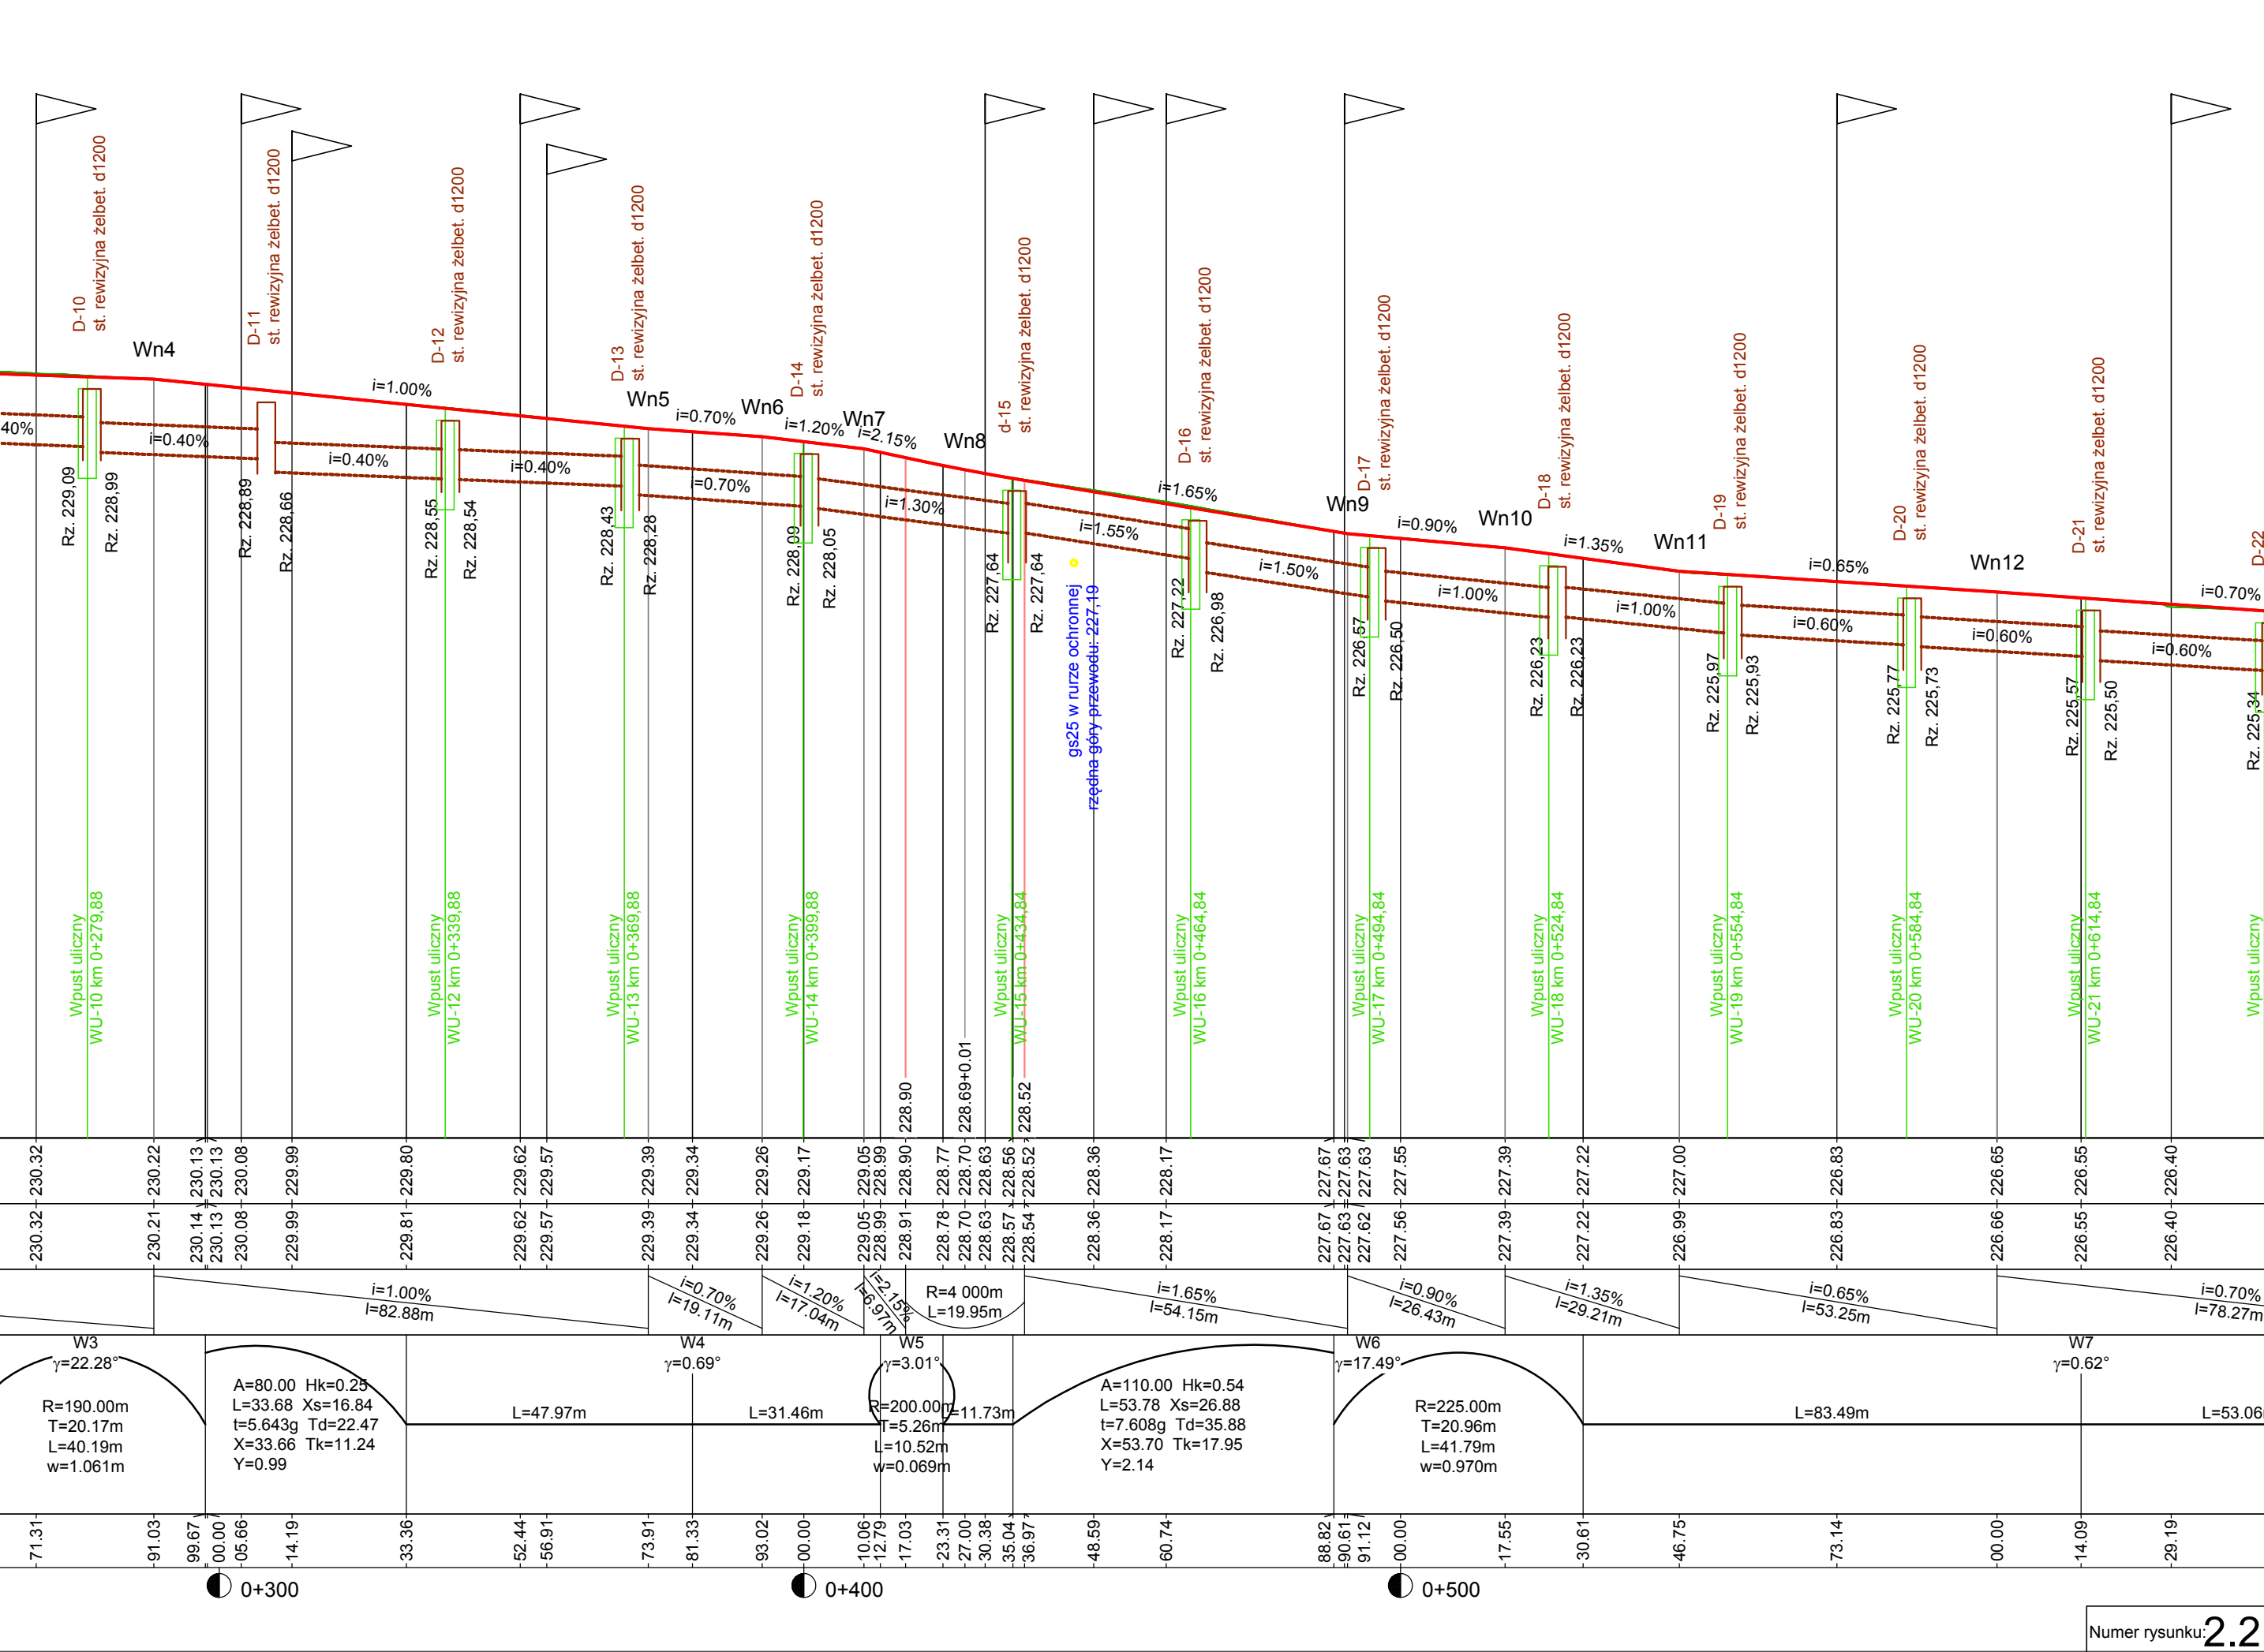 D-10
st. rewizyjna żelbet. d1200
D-11
st. rewizyjna żelbet. d1200
D-12
st. rewizyjna żelbet. d1200
D-13
st. rewizyjna żelbet. d1200
D-14
st. rewizyjna żelbet. d1200
d-15
st. rewizyjna żelbet. d1200
D-16
st. rewizyjna żelbet. d1200
D-17
st. rewizyjna żelbet. d1200
D-18
st. rewizyjna żelbet. d1200
D-19
st. rewizyjna żelbet. d1200
D-20
st. rewizyjna żelbet. d1200
D-21
st. rewizyjna żelbet. d1200
D-22
Wn4
Wn5
Wn6
Wn7
Wn8
Wn9
Wn10
Wn11
Wn12
i=1.00%
i=0.70%
i=1.20%
i=2.15%
i=1.65%
i=0.90%
i=1.35%
i=0.65%
i=0.70%
40%
i=0.40%
i=0.40%
i=0.40%
i=0.70%
i=1.30%
i=1.55%
i=1.50%
i=1.00%
i=1.00%
i=0.60%
i=0.60%
i=0.60%
Rz. 229,09
Rz. 228,99
Rz. 228,89
Rz. 228,66
Rz. 228,55
Rz. 228,54
Rz. 228,43
Rz. 228,28
Rz. 228,09
Rz. 228,05
Rz. 227,64
Rz. 227,64
Rz. 227,22
Rz. 226,98
Rz. 226,57
Rz. 226,50
Rz. 226,23
Rz. 226,23
Rz. 225,97
Rz. 225,93
Rz. 225,77
Rz. 225,73
Rz. 225,57
Rz. 225,50
Rz. 225,34
gs25 w rurze ochronnej
rzędna góry przewodu: 227,19
Wpust uliczny
WU-10 km 0+279,88
Wpust uliczny
WU-12 km 0+339,88
Wpust uliczny
WU-13 km 0+369,88
Wpust uliczny
WU-14 km 0+399,88
Wpust uliczny
WU-15 km 0+434,84
Wpust uliczny
WU-16 km 0+464,84
Wpust uliczny
WU-17 km 0+494,84
Wpust uliczny
WU-18 km 0+524,84
Wpust uliczny
WU-19 km 0+554,84
Wpust uliczny
WU-20 km 0+584,84
Wpust uliczny
WU-21 km 0+614,84
Wpust uliczny
228.90
228.69+0.01
228.52
230.32
230.22
230.13
230.13
230.08
229.99
229.80
229.62
229.57
229.39
229.34
229.26
229.17
229.05
228.99
228.90
228.77
228.70
228.63
228.56
228.52
228.36
228.17
227.67
227.63
227.63
227.55
227.39
227.22
227.00
226.83
226.65
226.55
226.40
230.32
230.21
230.14
230.13
230.08
229.99
229.81
229.62
229.57
229.39
229.34
229.26
229.18
229.05
228.99
228.91
228.78
228.70
228.63
228.57
228.54
228.36
228.17
227.67
227.63
227.62
227.56
227.39
227.22
226.99
226.83
226.66
226.55
226.40
i=1.00%
l=82.88m
i=0.70%
l=19.11m
i=1.20%
l=17.04m
i=2.15%
l=6.97m
R=4 000m
L=19.95m
i=1.65%
l=54.15m
i=0.90%
l=26.43m
i=1.35%
l=29.21m
i=0.65%
l=53.25m
i=0.70%
l=78.27m
W3
γ=22.28°
R=190.00m
T=20.17m
L=40.19m
w=1.061m
A=80.00 Hk=0.25
L=33.68 Xs=16.84
t=5.643g Td=22.47
X=33.66 Tk=11.24
Y=0.99
L=47.97m
W4
γ=0.69°
L=31.46m
W5
γ=3.01°
R=200.00m
T=5.26m
L=10.52m
w=0.069m
L=11.73m
A=110.00 Hk=0.54
L=53.78 Xs=26.88
t=7.608g Td=35.88
X=53.70 Tk=17.95
Y=2.14
W6
γ=17.49°
R=225.00m
T=20.96m
L=41.79m
w=0.970m
L=83.49m
W7
γ=0.62°
L=53.06
71.31
91.03
99.67
00.00
05.66
14.19
33.36
52.44
56.91
73.91
81.33
93.02
00.00
10.06
12.79
17.03
23.31
27.00
30.38
35.04
36.97
48.59
60.74
88.82
90.61
91.12
00.00
17.55
30.61
46.75
73.14
00.00
14.09
29.19
0+300
0+400
0+500
Numer rysunku:
2.2